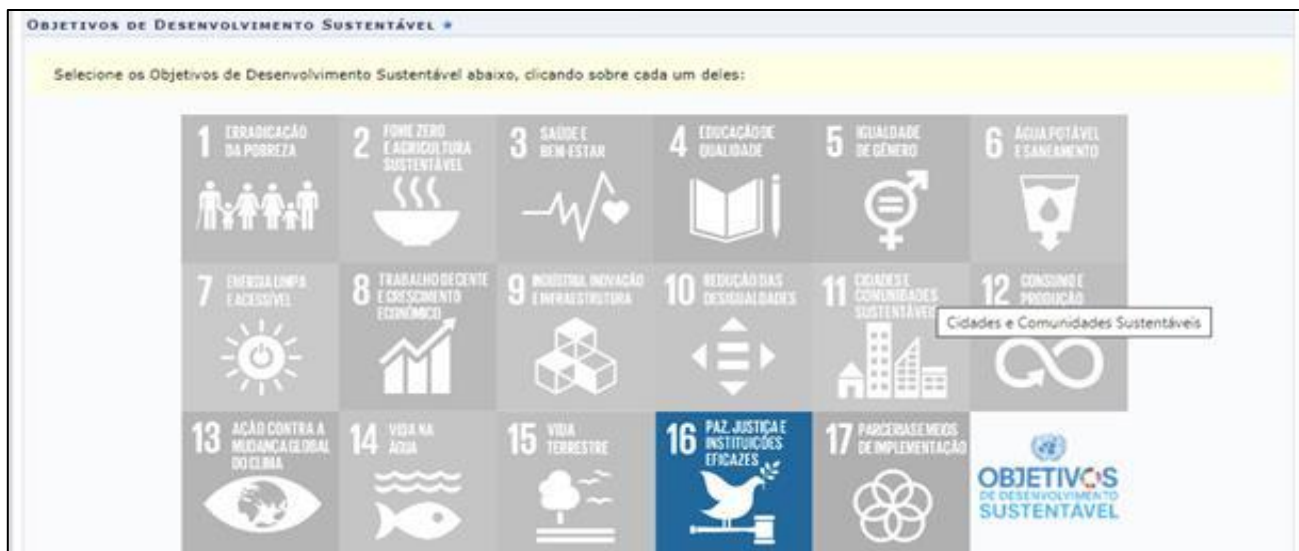 OBJETIVOS DE DESENVOLVIMENTO SUSTENTÁVEL
Selecione os Objetivos de Desenvolvimento Sustentável abaixo, clicando sobre cada um deles:
1 ERRADICAÇÃO
DA POBREZA
2 FOME ZERO
E AGRICULTURA
SUSTENTÁVEL
3 SAÚDE E
BEM-ESTAR
4 EDUCAÇÃO DE
QUALIDADE
5 IGUALDADE
DE GÊNERO
6 ÁGUA POTÁVEL
E SANEAMENTO
7 ENERGIA LIMPA
E ACESSÍVEL
8 TRABALHO DECENTE
E CRESCIMENTO
ECONÔMICO
9 INDÚSTRIA, INOVAÇÃO
E INFRAESTRUTURA
10 REDUÇÃO DAS
DESIGUALDADES
11 CIDADES E
COMUNIDADES
SUSTENTÁVEIS
12 CONSUMO E
PRODUÇÃO
Cidades e Comunidades Sustentáveis
13 AÇÃO CONTRA A
MUDANÇA GLOBAL
DO CLIMA
14 VIDA NA
ÁGUA
15 VIDA
TERRESTRE
16 PAZ, JUSTIÇA E
INSTITUIÇÕES
EFICAZES
17 PARCERIAS E MEIOS
DE IMPLEMENTAÇÃO
OBJETIVOS
DE DESENVOLVIMENTO
SUSTENTÁVEL